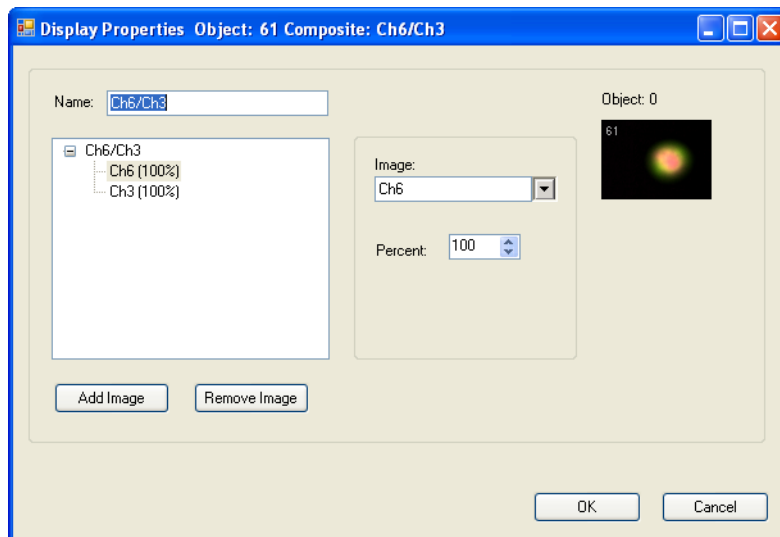 Display Properties Object: 61 Composite: Ch6/Ch3
Name: Ch6/Ch3
Object: 0
61
Ch6/Ch3
Ch6 (100%)
Ch3 (100%)
Image:
Ch6
Percent: 100
Add Image Remove Image
OK Cancel